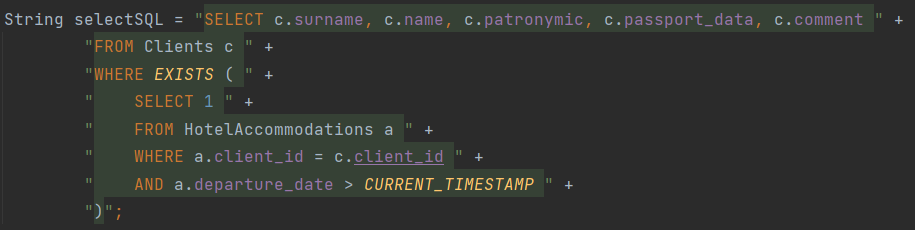 String selectSQL = "SELECT c.surname, c.name, c.patronymic, c.passport_data, c.comment " +
        "FROM Clients c " +
        "WHERE EXISTS ( " +
        "    SELECT 1 " +
        "    FROM HotelAccommodations a " +
        "    WHERE a.client_id = c.client_id " +
        "    AND a.departure_date > CURRENT_TIMESTAMP " +
        ")";